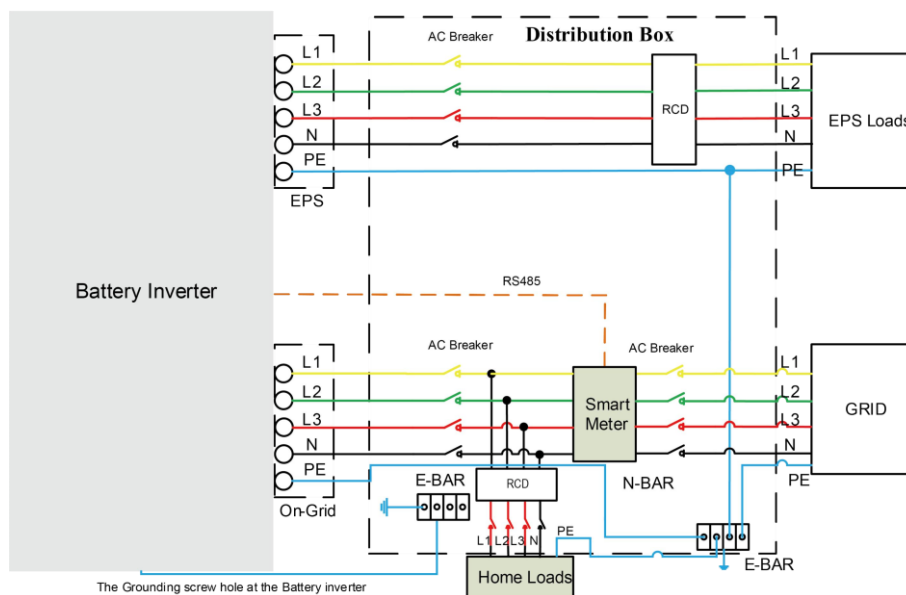 Distribution Box
AC Breaker
L1
L2
L3
N
PE
EPS
RCD
L1
L2
L3
N
PE
EPS Loads
Battery Inverter
RS485
AC Breaker
AC Breaker
L1
L2
L3
N
PE
On-Grid
Smart
Meter
L1
L2
L3
N
PE
GRID
E-BAR
RCD
N-BAR
L1
L2
L3
N
PE
Home Loads
E-BAR
The Grounding screw hole at the Battery inverter